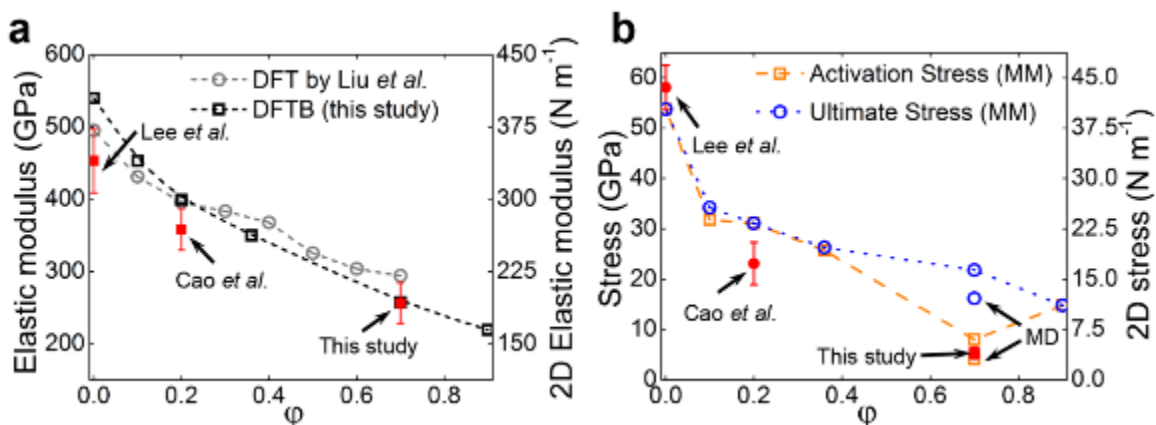 a
600
500
400
300
200
Elastic modulus (GPa)
DFT by Liu et al.
DFTB (this study)
Lee et al.
Cao et al.
This study
450
375
300
225
150
2D Elastic modulus (N m-1)
0.0 0.2 0.4 0.6 0.8
φ
b
60
50
40
30
20
10
0
Stress (GPa)
Activation Stress (MM)
Ultimate Stress (MM)
Lee et al.
Cao et al.
This study
MD
45.0
37.5
30.0
22.5
15.0
7.5
0.0
2D stress (N m-1)
0.0 0.2 0.4 0.6 0.8
φ